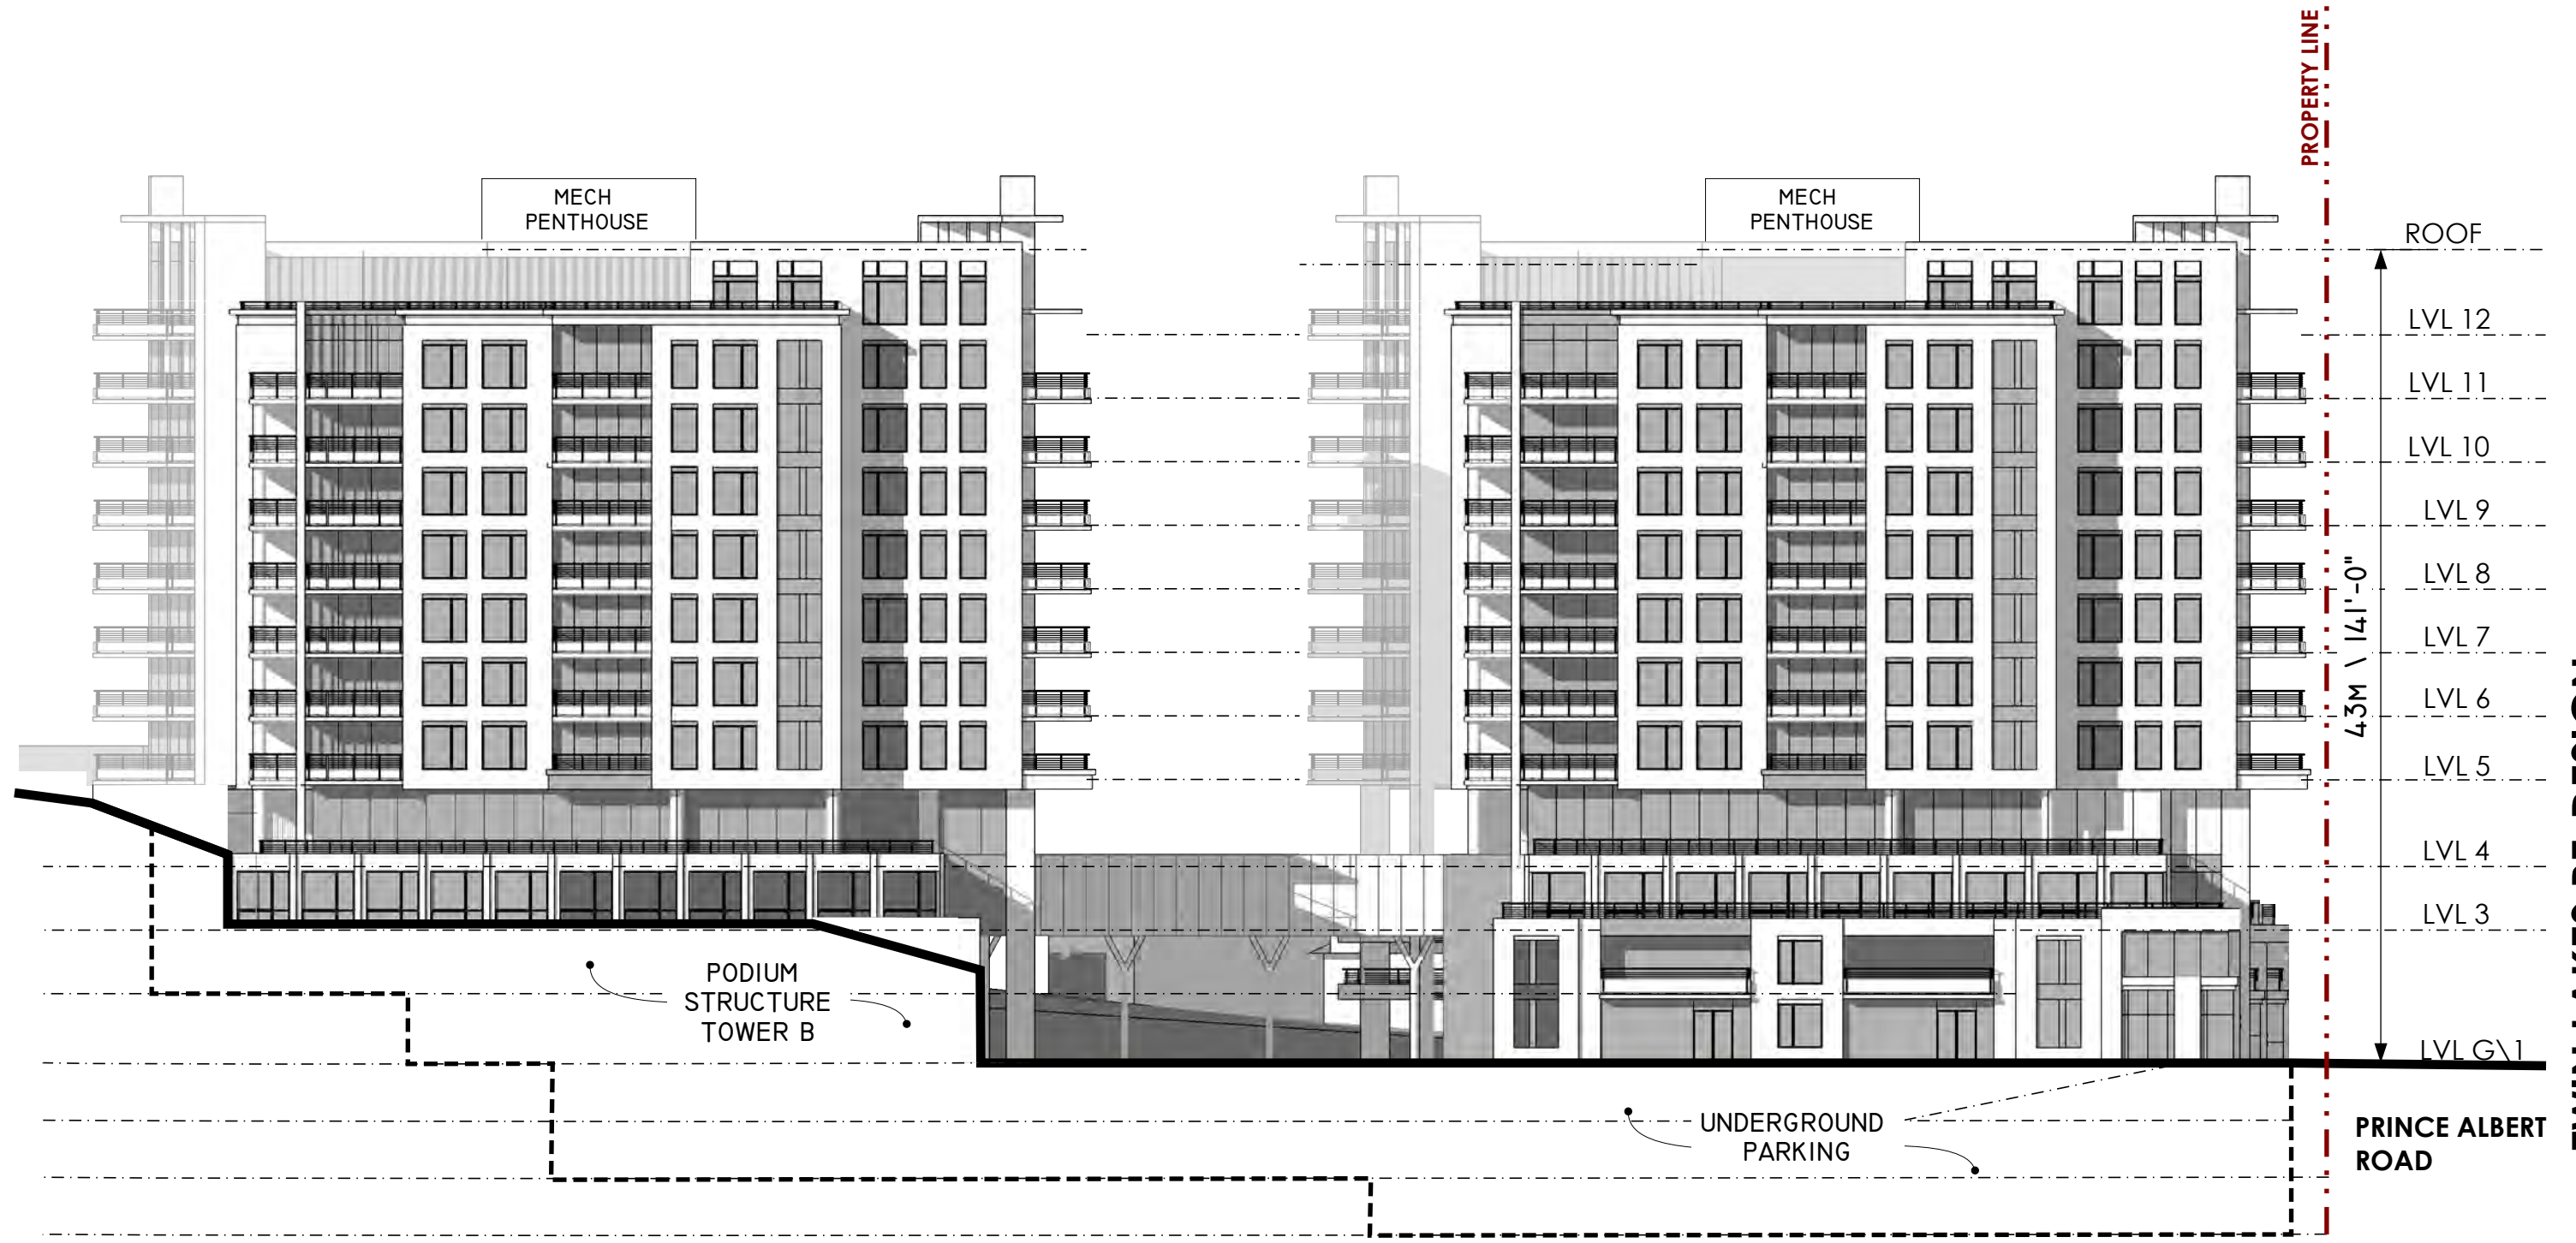 PROPERTY LINE
MECH
PENTHOUSE
MECH
PENTHOUSE
ROOF
LVL 12
LVL 11
LVL 10
LVL 9
LVL 8
LVL 7
LVL 6
LVL 5
LVL 4
LVL 3
LVL G\1
43M \ 141'-0"
PODIUM
STRUCTURE
TOWER B
UNDERGROUND
PARKING
PRINCE ALBERT
ROAD